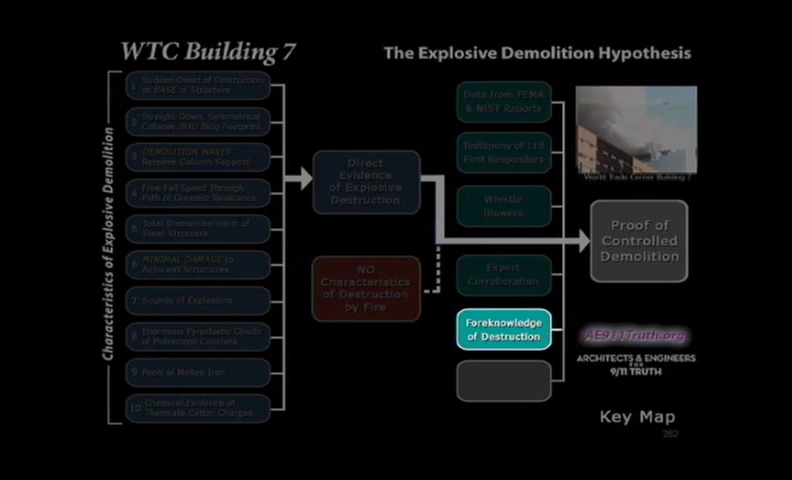 WTC Building 7
The Explosive Demolition Hypothesis
Characteristics of Explosive Demolition
1 Sudden Onset of Destruction
at BASE of Structure
2 Straight-Down, Symmetrical
Collapse INTO Bldg Footprint
3 DEMOLITION WAVES
Remove Column Support
4 Free-Fall Speed Through
Path of Greatest Resistance
5 Total Dismemberment of
Steel Structure
6 MINIMAL DAMAGE to
Adjacent Structures
7 Sounds of Explosions
8 Enormous Pyroclastic Clouds
of Pulverized Concrete
9 Pools of Molten Iron
10 Chemical Evidence of
Thermate Cutter Charges
Direct
Evidence
of Explosive
Destruction
NO
Characteristics
of Destruction
by Fire
Data from FEMA
& NIST Reports
Testimony of 118
First Responders
Whistle
Blowers
Expert
Corroboration
Foreknowledge
of Destruction
World Trade Center Building 7
Proof of
Controlled
Demolition
AE911Truth.org
ARCHITECTS & ENGINEERS
FOR
9/11 TRUTH
Key Map
262